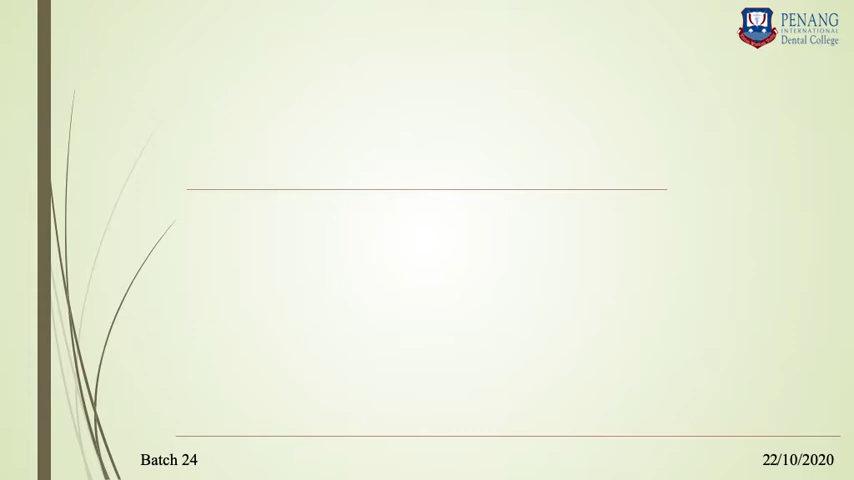 PENANG
INTERNATIONAL
Dental College
Batch 24
22/10/2020